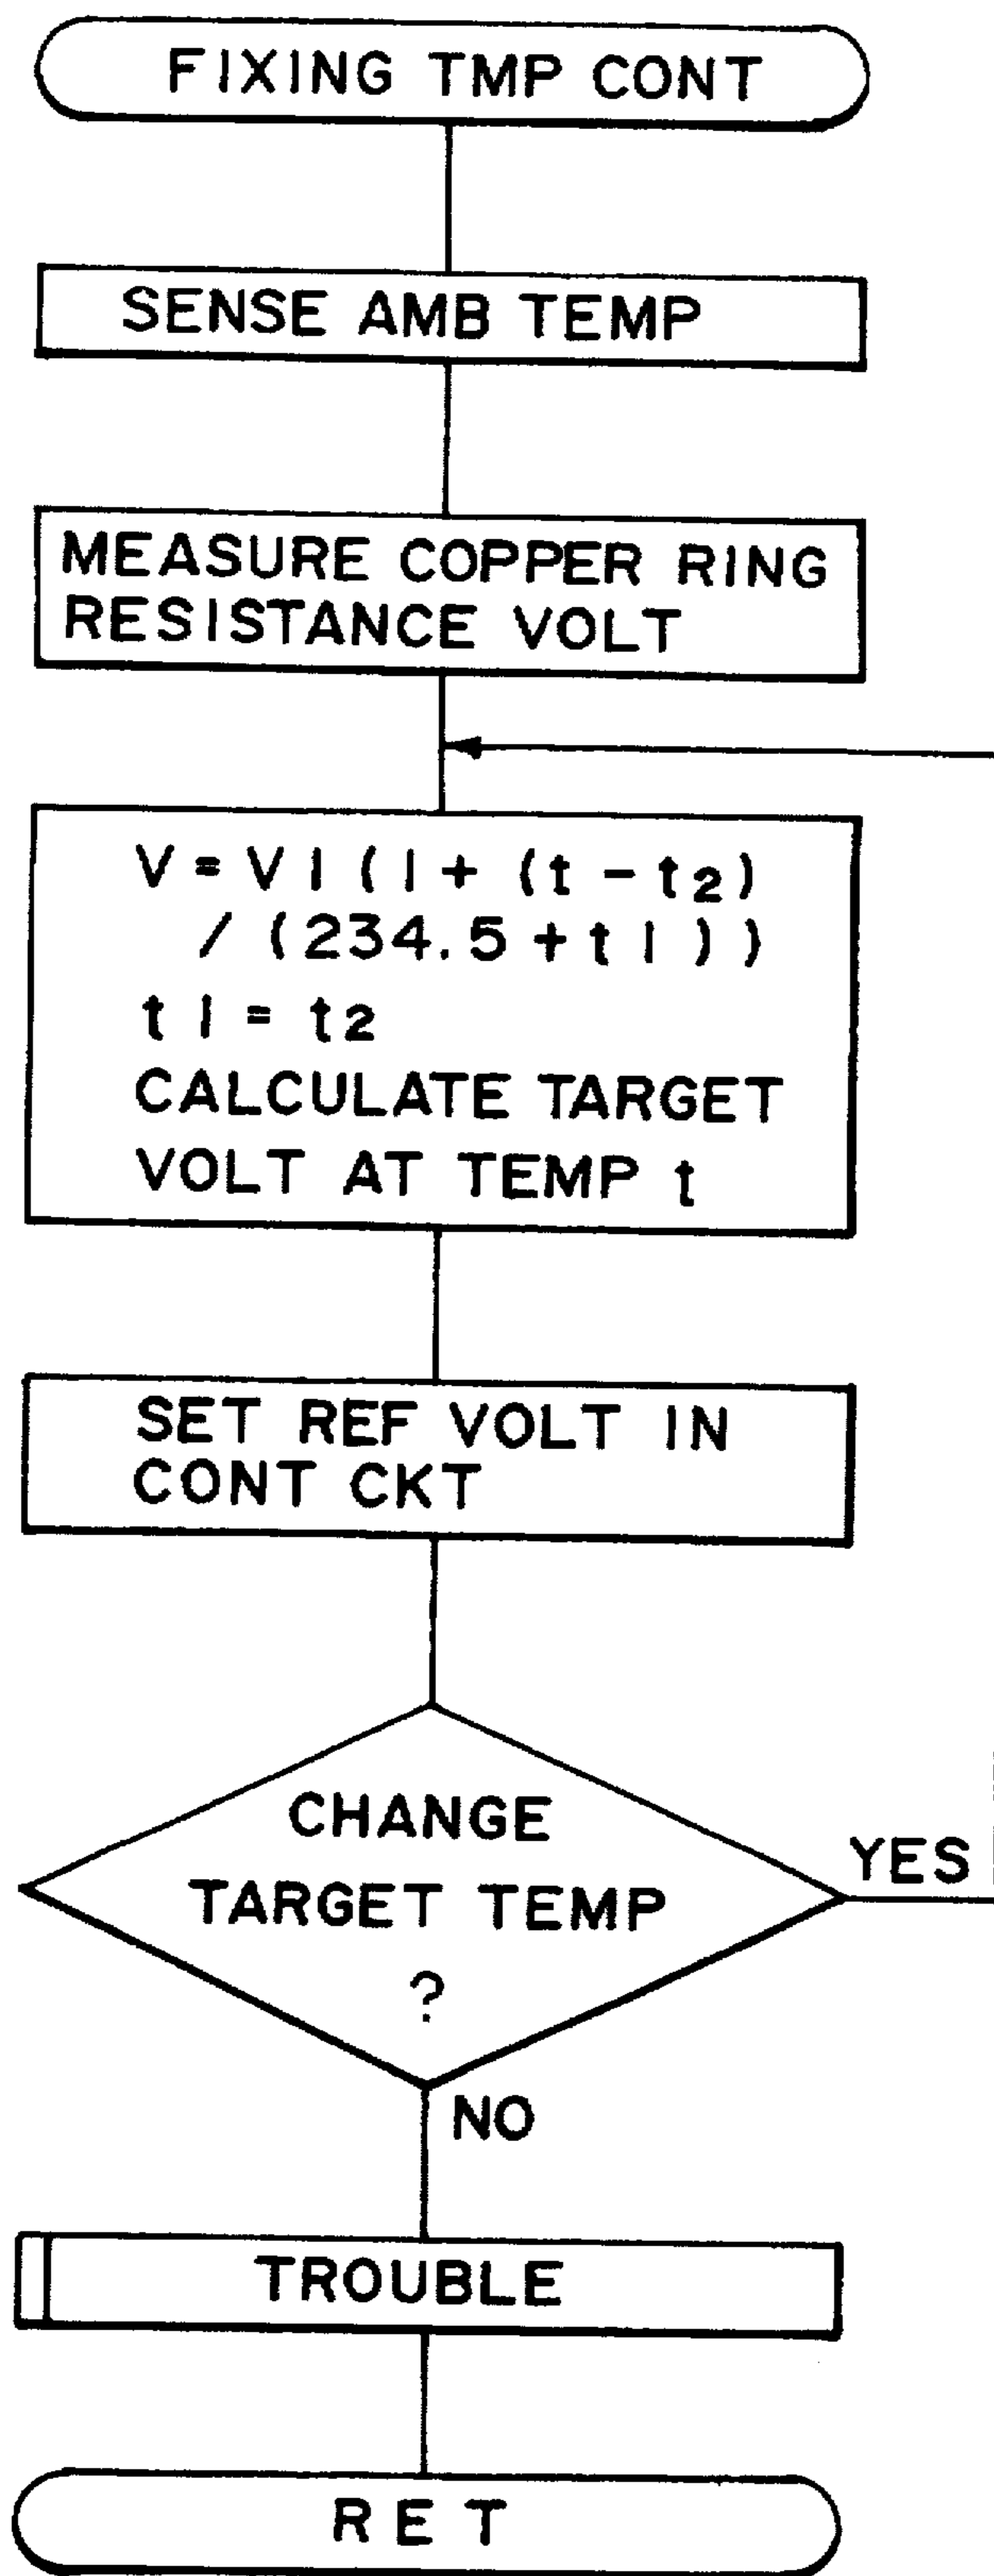 FIXING TMP CONT
SENSE AMB TEMP
MEASURE COPPER RING
RESISTANCE VOLT
V = V1 (1 + (t - t2)
/ (234.5 + t1))
t1 = t2
CALCULATE TARGET
VOLT AT TEMP t
SET REF VOLT IN
CONT CKT
CHANGE
TARGET TEMP
?
YES
NO
TROUBLE
RET